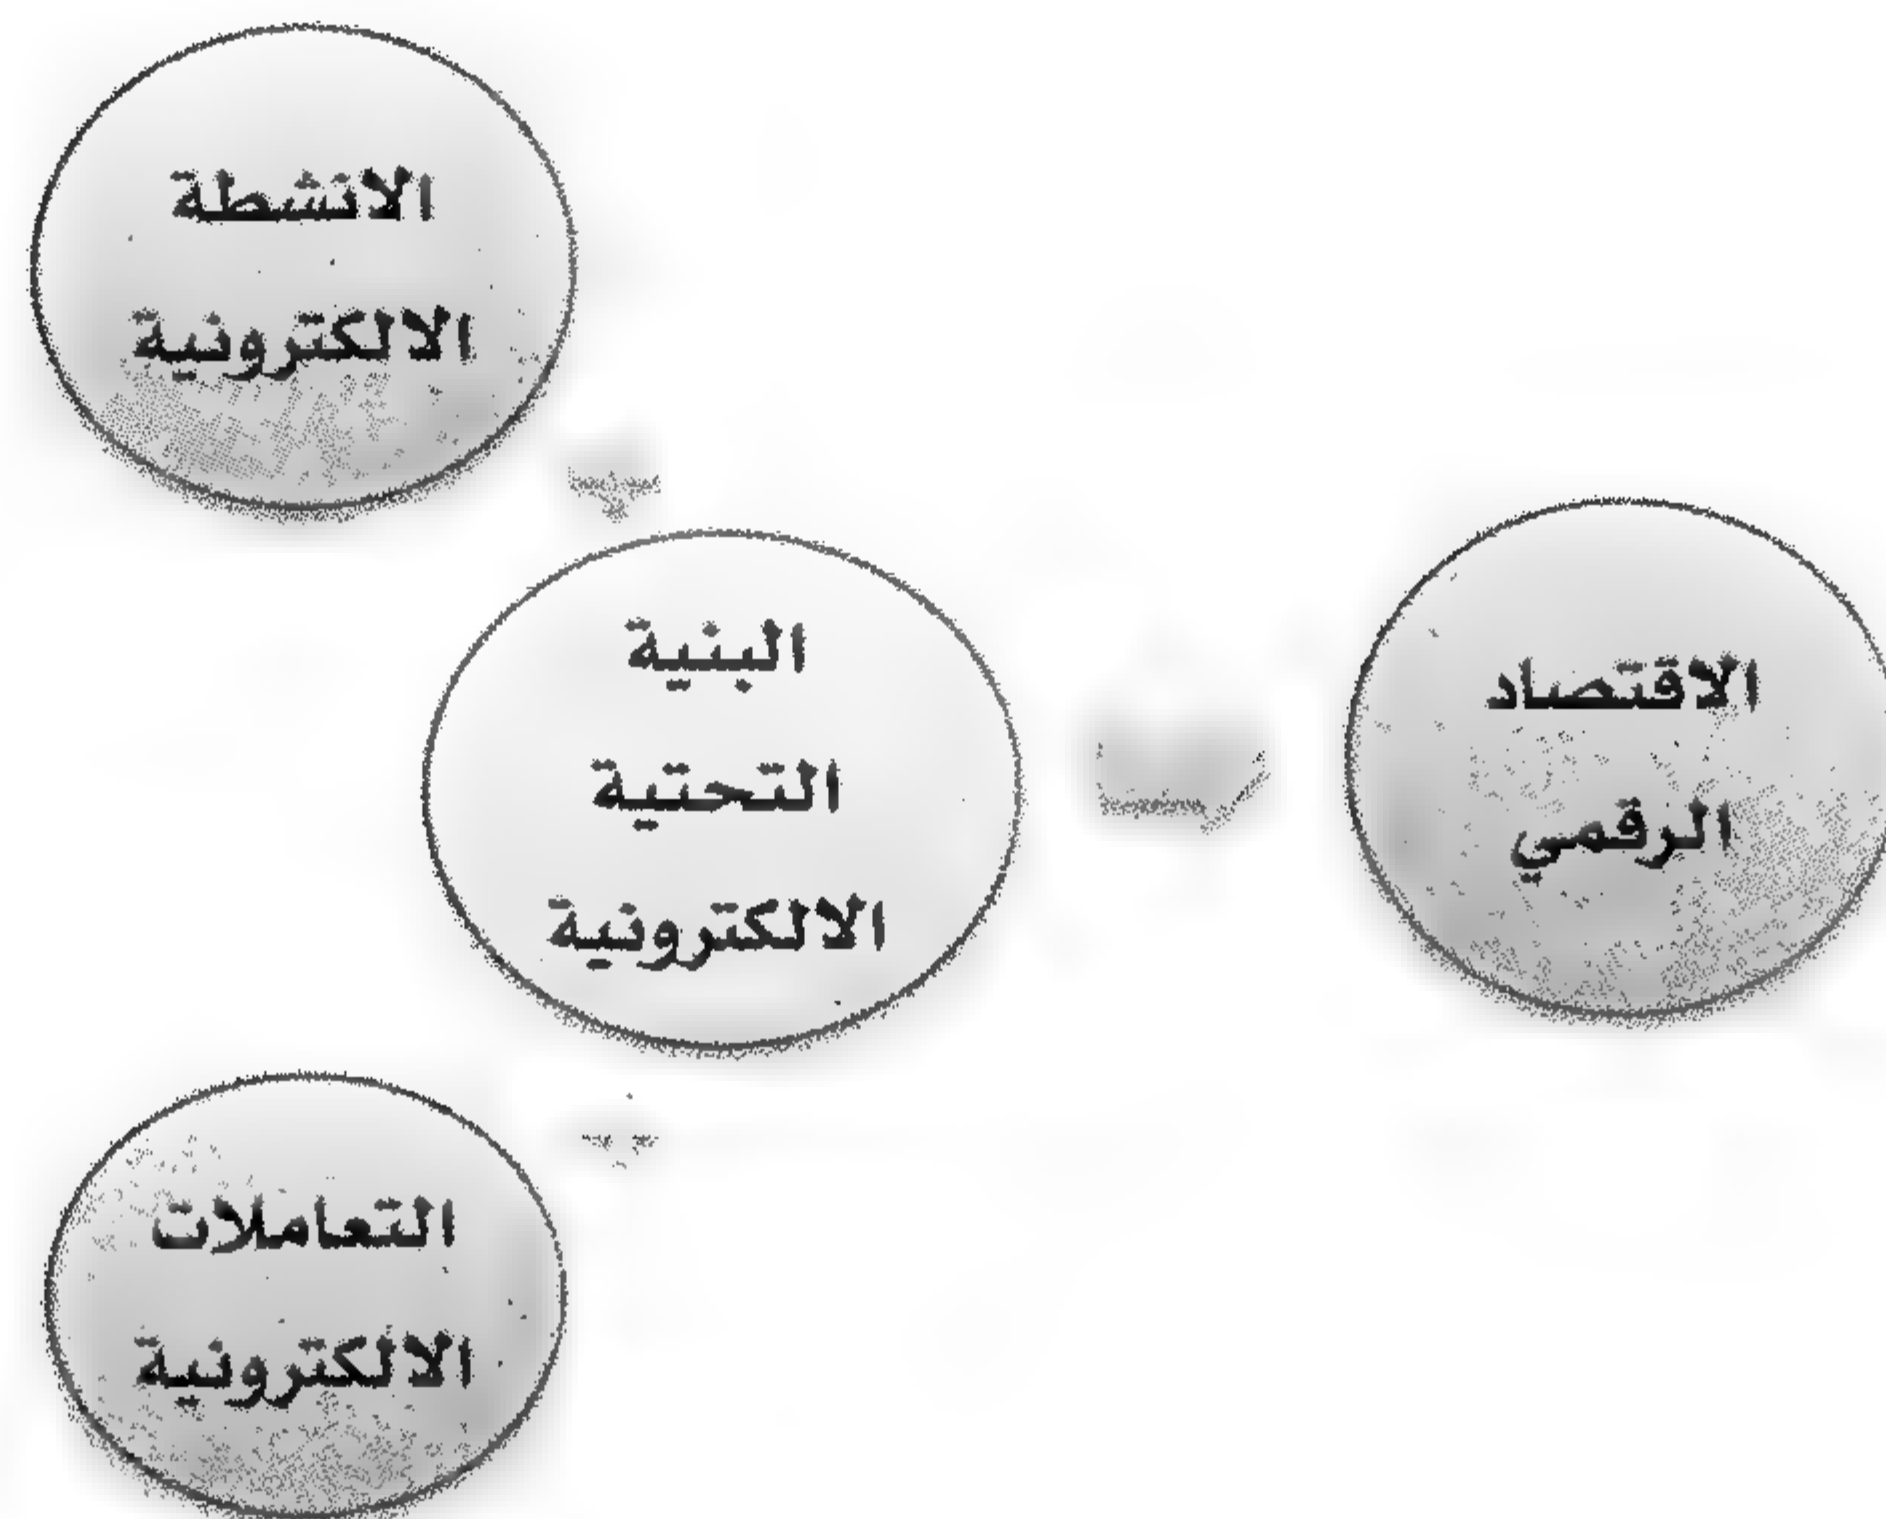 الانشطة
الالكترونية
البنية
التحتية
الالكترونية
الاقتصاد
الرقمي
التعاملات
الالكترونية